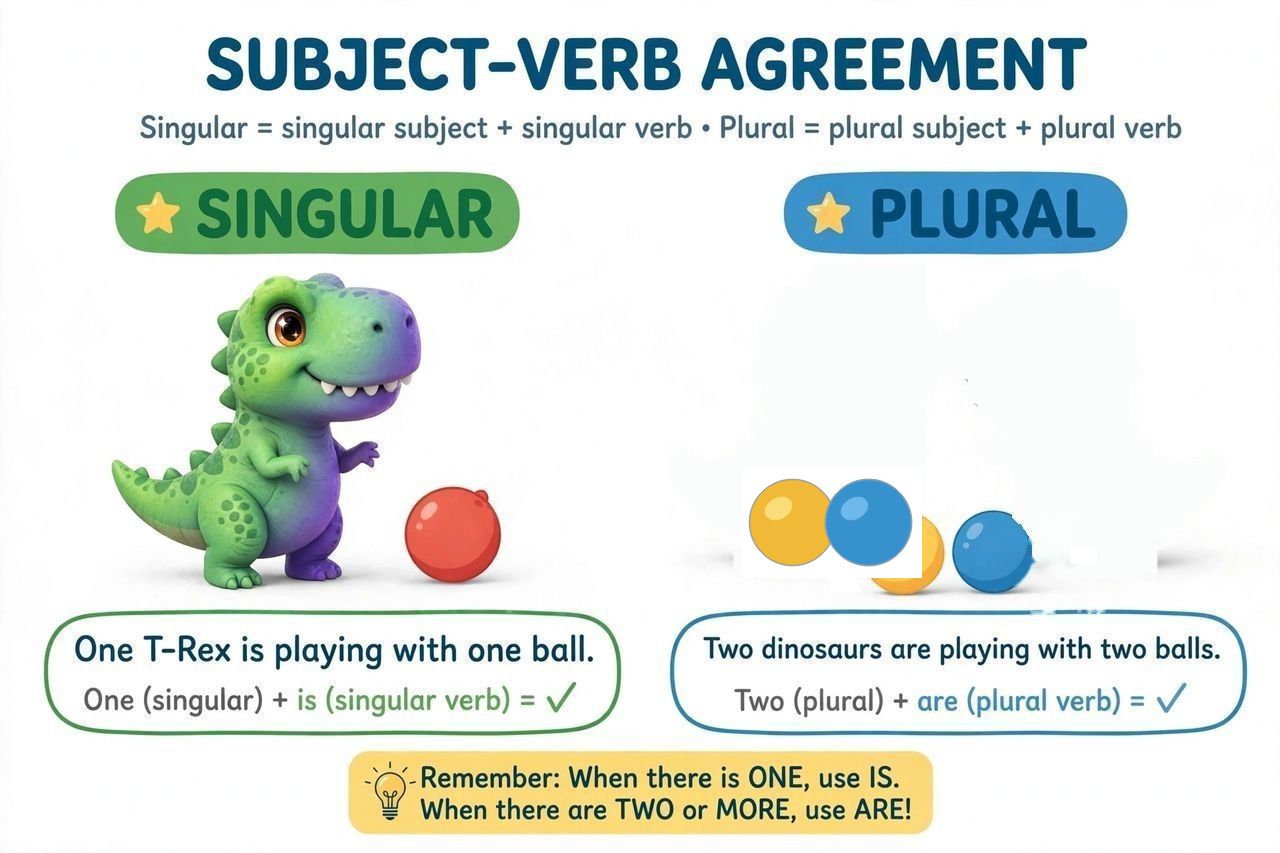 SUBJECT-VERB AGREEMENT
Singular = singular subject + singular verb • Plural = plural subject + plural verb
SINGULAR
PLURAL
One T-Rex is playing with one ball.
One (singular) + is (singular verb) = ✓
Two dinosaurs are playing with two balls.
Two (plural) + are (plural verb) = ✓
Remember: When there is ONE, use IS.
When there are TWO or MORE, use ARE!